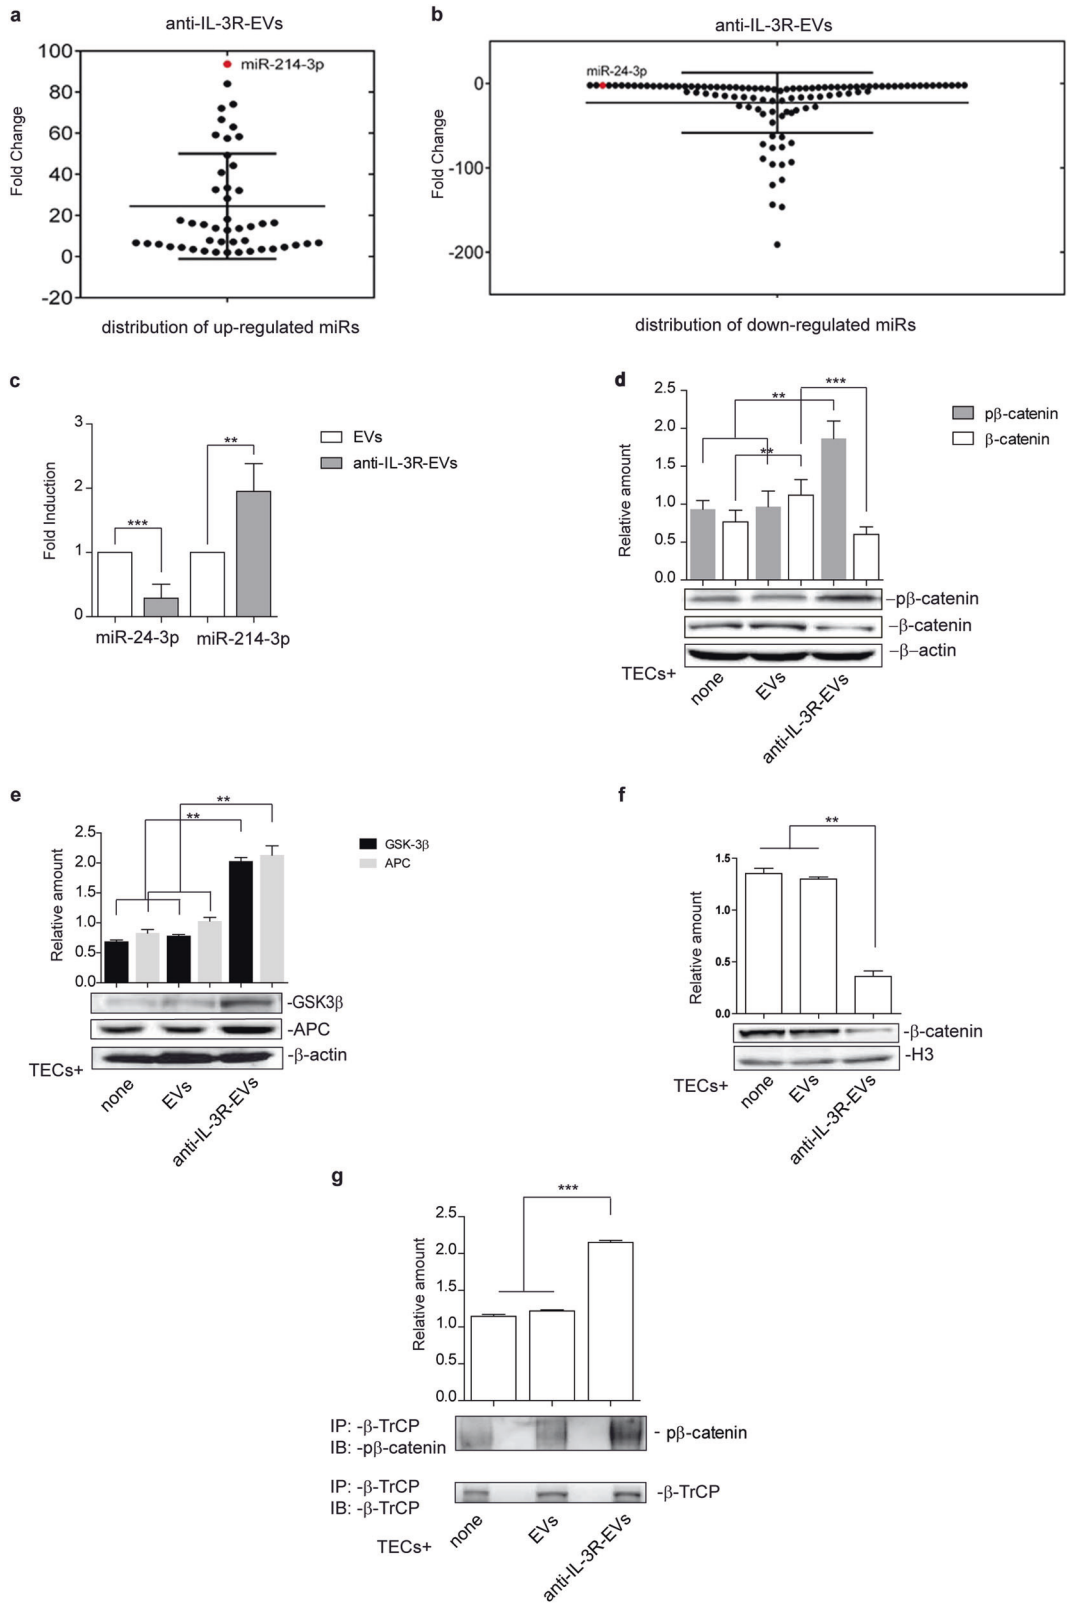 a
anti-IL-3R-EVs
100
80
60
40
20
0
-20
Fold Change
miR-214-3p
distribution of up-regulated miRs
b
anti-IL-3R-EVs
0
-100
-200
Fold Change
miR-24-3p
distribution of down-regulated miRs
c
3
2
1
0
Fold Induction
***
**
EVs
anti-IL-3R-EVs
miR-24-3p
miR-214-3p
d
2.5
2.0
1.5
1.0
0.5
0.0
Relative amount
***
**
**
pβ-catenin
β-catenin
–pβ-catenin
–β-catenin
–β–actin
TECs+
none
EVs
anti-IL-3R-EVs
e
2.5
2.0
1.5
1.0
0.5
0.0
Relative amount
**
**
GSK-3β
APC
-GSK3β
-APC
-β-actin
TECs+
none
EVs
anti-IL-3R-EVs
f
1.5
1.0
0.5
0.0
Relative amount
**
-β-catenin
-H3
TECs+
none
EVs
anti-IL-3R-EVs
g
2.5
2.0
1.5
1.0
0.5
0.0
Relative amount
***
IP: -β-TrCP
IB: -pβ-catenin
- pβ-catenin
IP: -β-TrCP
IB: -β-TrCP
-β-TrCP
TECs+
none
EVs
anti-IL-3R-EVs